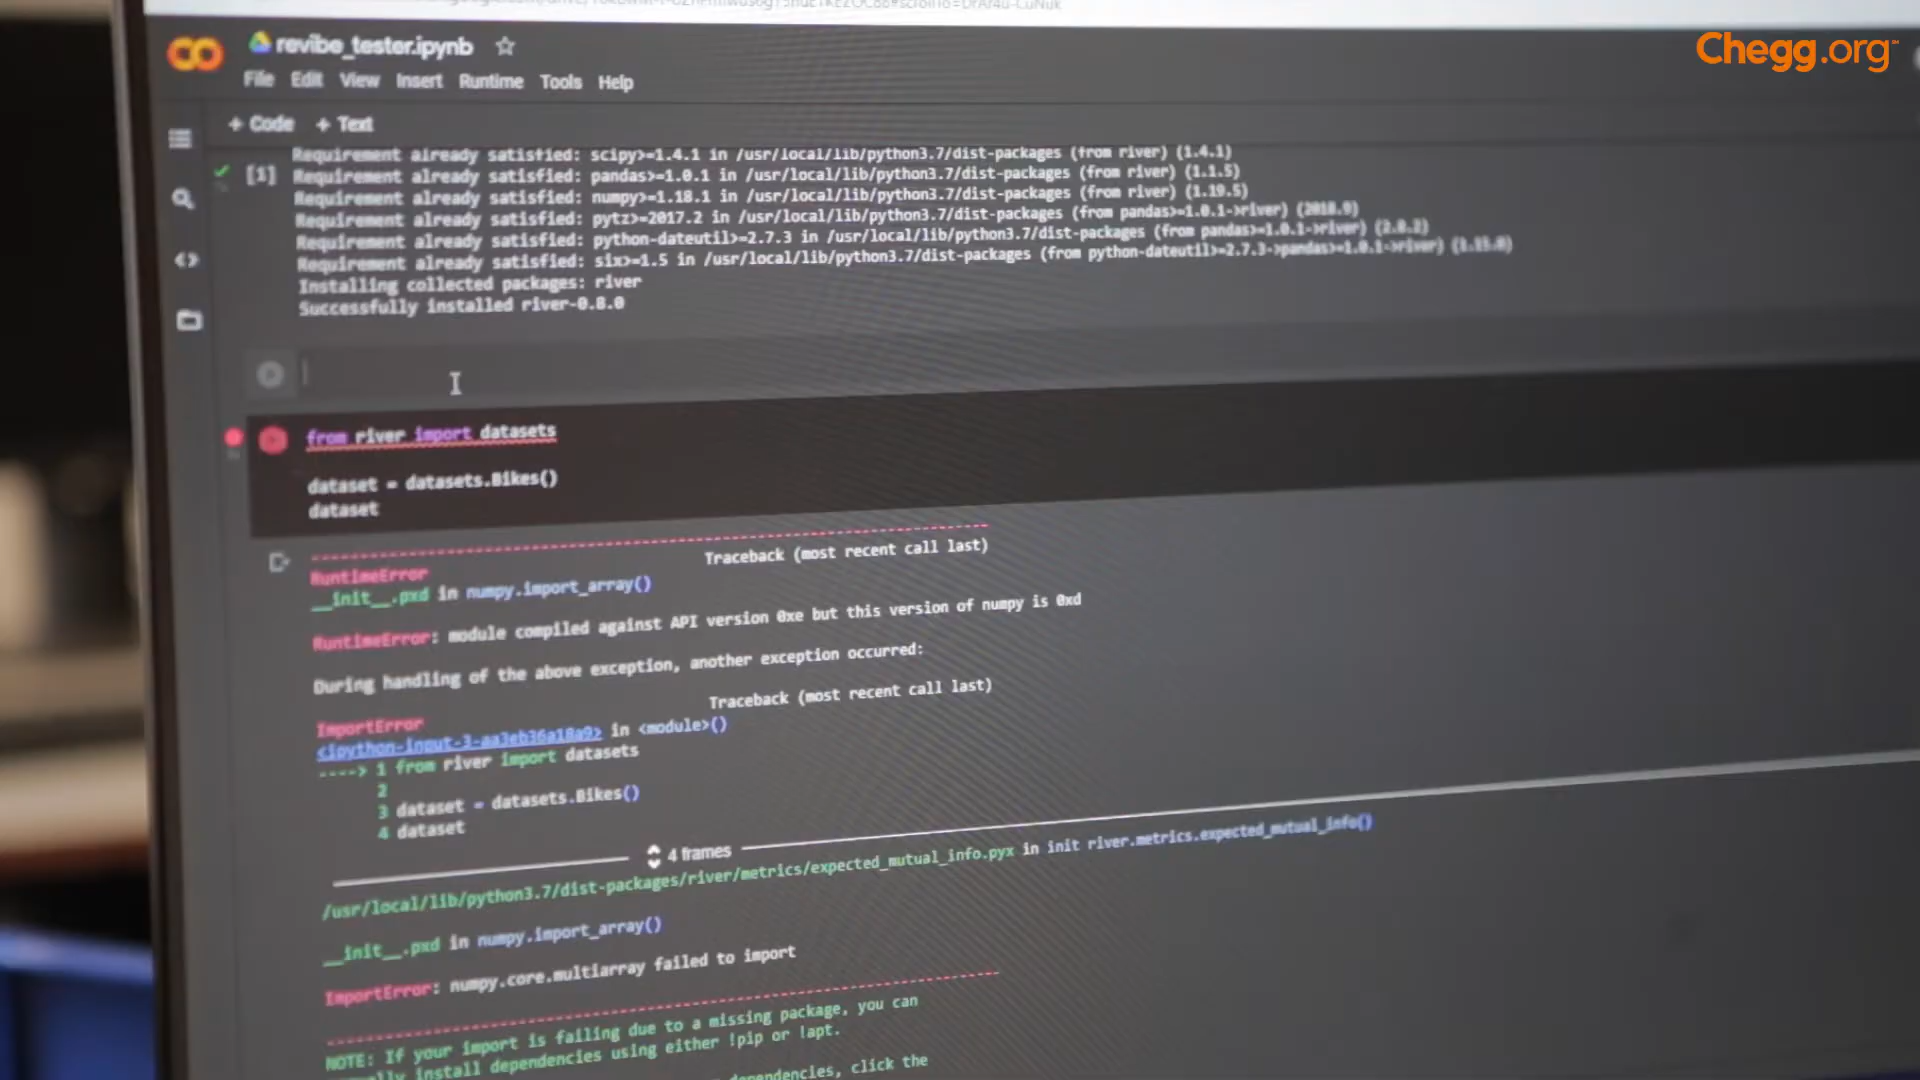 Chegg.org
revibe_tester.ipynb
File Edit View Insert Runtime Tools Help
+ Code + Text
Requirement already satisfied: scipy>=1.4.1 in /usr/local/lib/python3.7/dist-packages (from river) (1.4.1)
[1] Requirement already satisfied: pandas>=1.0.1 in /usr/local/lib/python3.7/dist-packages (from river) (1.1.5)
Requirement already satisfied: numpy>=1.18.1 in /usr/local/lib/python3.7/dist-packages (from river) (1.19.5)
Requirement already satisfied: pytz>=2017.2 in /usr/local/lib/python3.7/dist-packages (from pandas>=1.0.1->river) (2018.9)
Requirement already satisfied: python-dateutil>=2.7.3 in /usr/local/lib/python3.7/dist-packages (from pandas>=1.0.1->river) (2.8.2)
Requirement already satisfied: six>=1.5 in /usr/local/lib/python3.7/dist-packages (from python-dateutil>=2.7.3->pandas>=1.0.1->river) (1.15.0)
Installing collected packages: river
Successfully installed river-0.8.0
from river import datasets
dataset = datasets.Bikes()
dataset
Traceback (most recent call last)
RuntimeError
__init__.pxd in numpy.import_array()
RuntimeError: module compiled against API version 0xe but this version of numpy is 0xd
During handling of the above exception, another exception occurred:
Traceback (most recent call last)
ImportError
<ipython-input-3-aa3eb36a18a9> in <module>()
----> 1 from river import datasets
2
3 dataset = datasets.Bikes()
4 dataset
4 frames
/usr/local/lib/python3.7/dist-packages/river/metrics/expected_mutual_info.pyx in init river.metrics.expected_mutual_info()
__init__.pxd in numpy.import_array()
ImportError: numpy.core.multiarray failed to import
NOTE: If your import is failing due to a missing package, you can
install dependencies using either !pip or !apt.
dependencies, click the